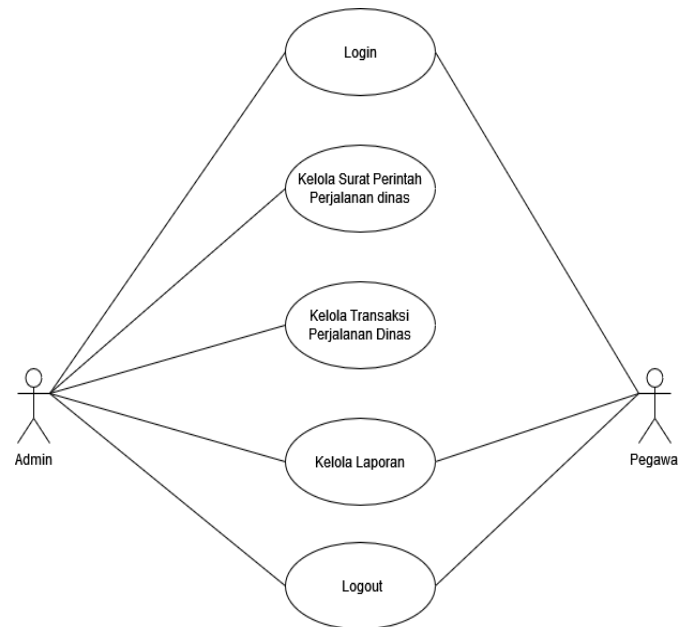 Login
Kelola Surat Perintah
Perjalanan dinas
Kelola Transaksi
Perjalanan Dinas
Admin
Kelola Laporan
Pegawa
Logout